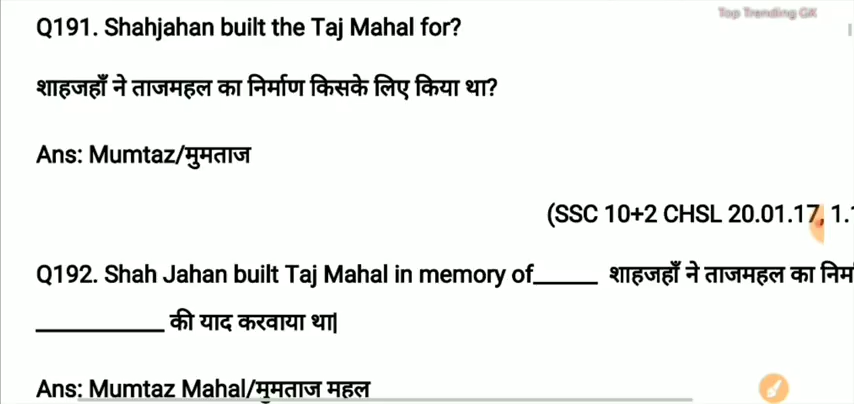 Top Trending GK
Q191. Shahjahan built the Taj Mahal for?
शाहजहाँ ने ताजमहल का निर्माण किसके लिए किया था?
Ans: Mumtaz/मुमताज
(SSC 10+2 CHSL 20.01.17, 1.
Q192. Shah Jahan built Taj Mahal in memory of______ शाहजहाँ ने ताजमहल का निर्म
____________ की याद करवाया था|
Ans: Mumtaz Mahal/मुमताज महल